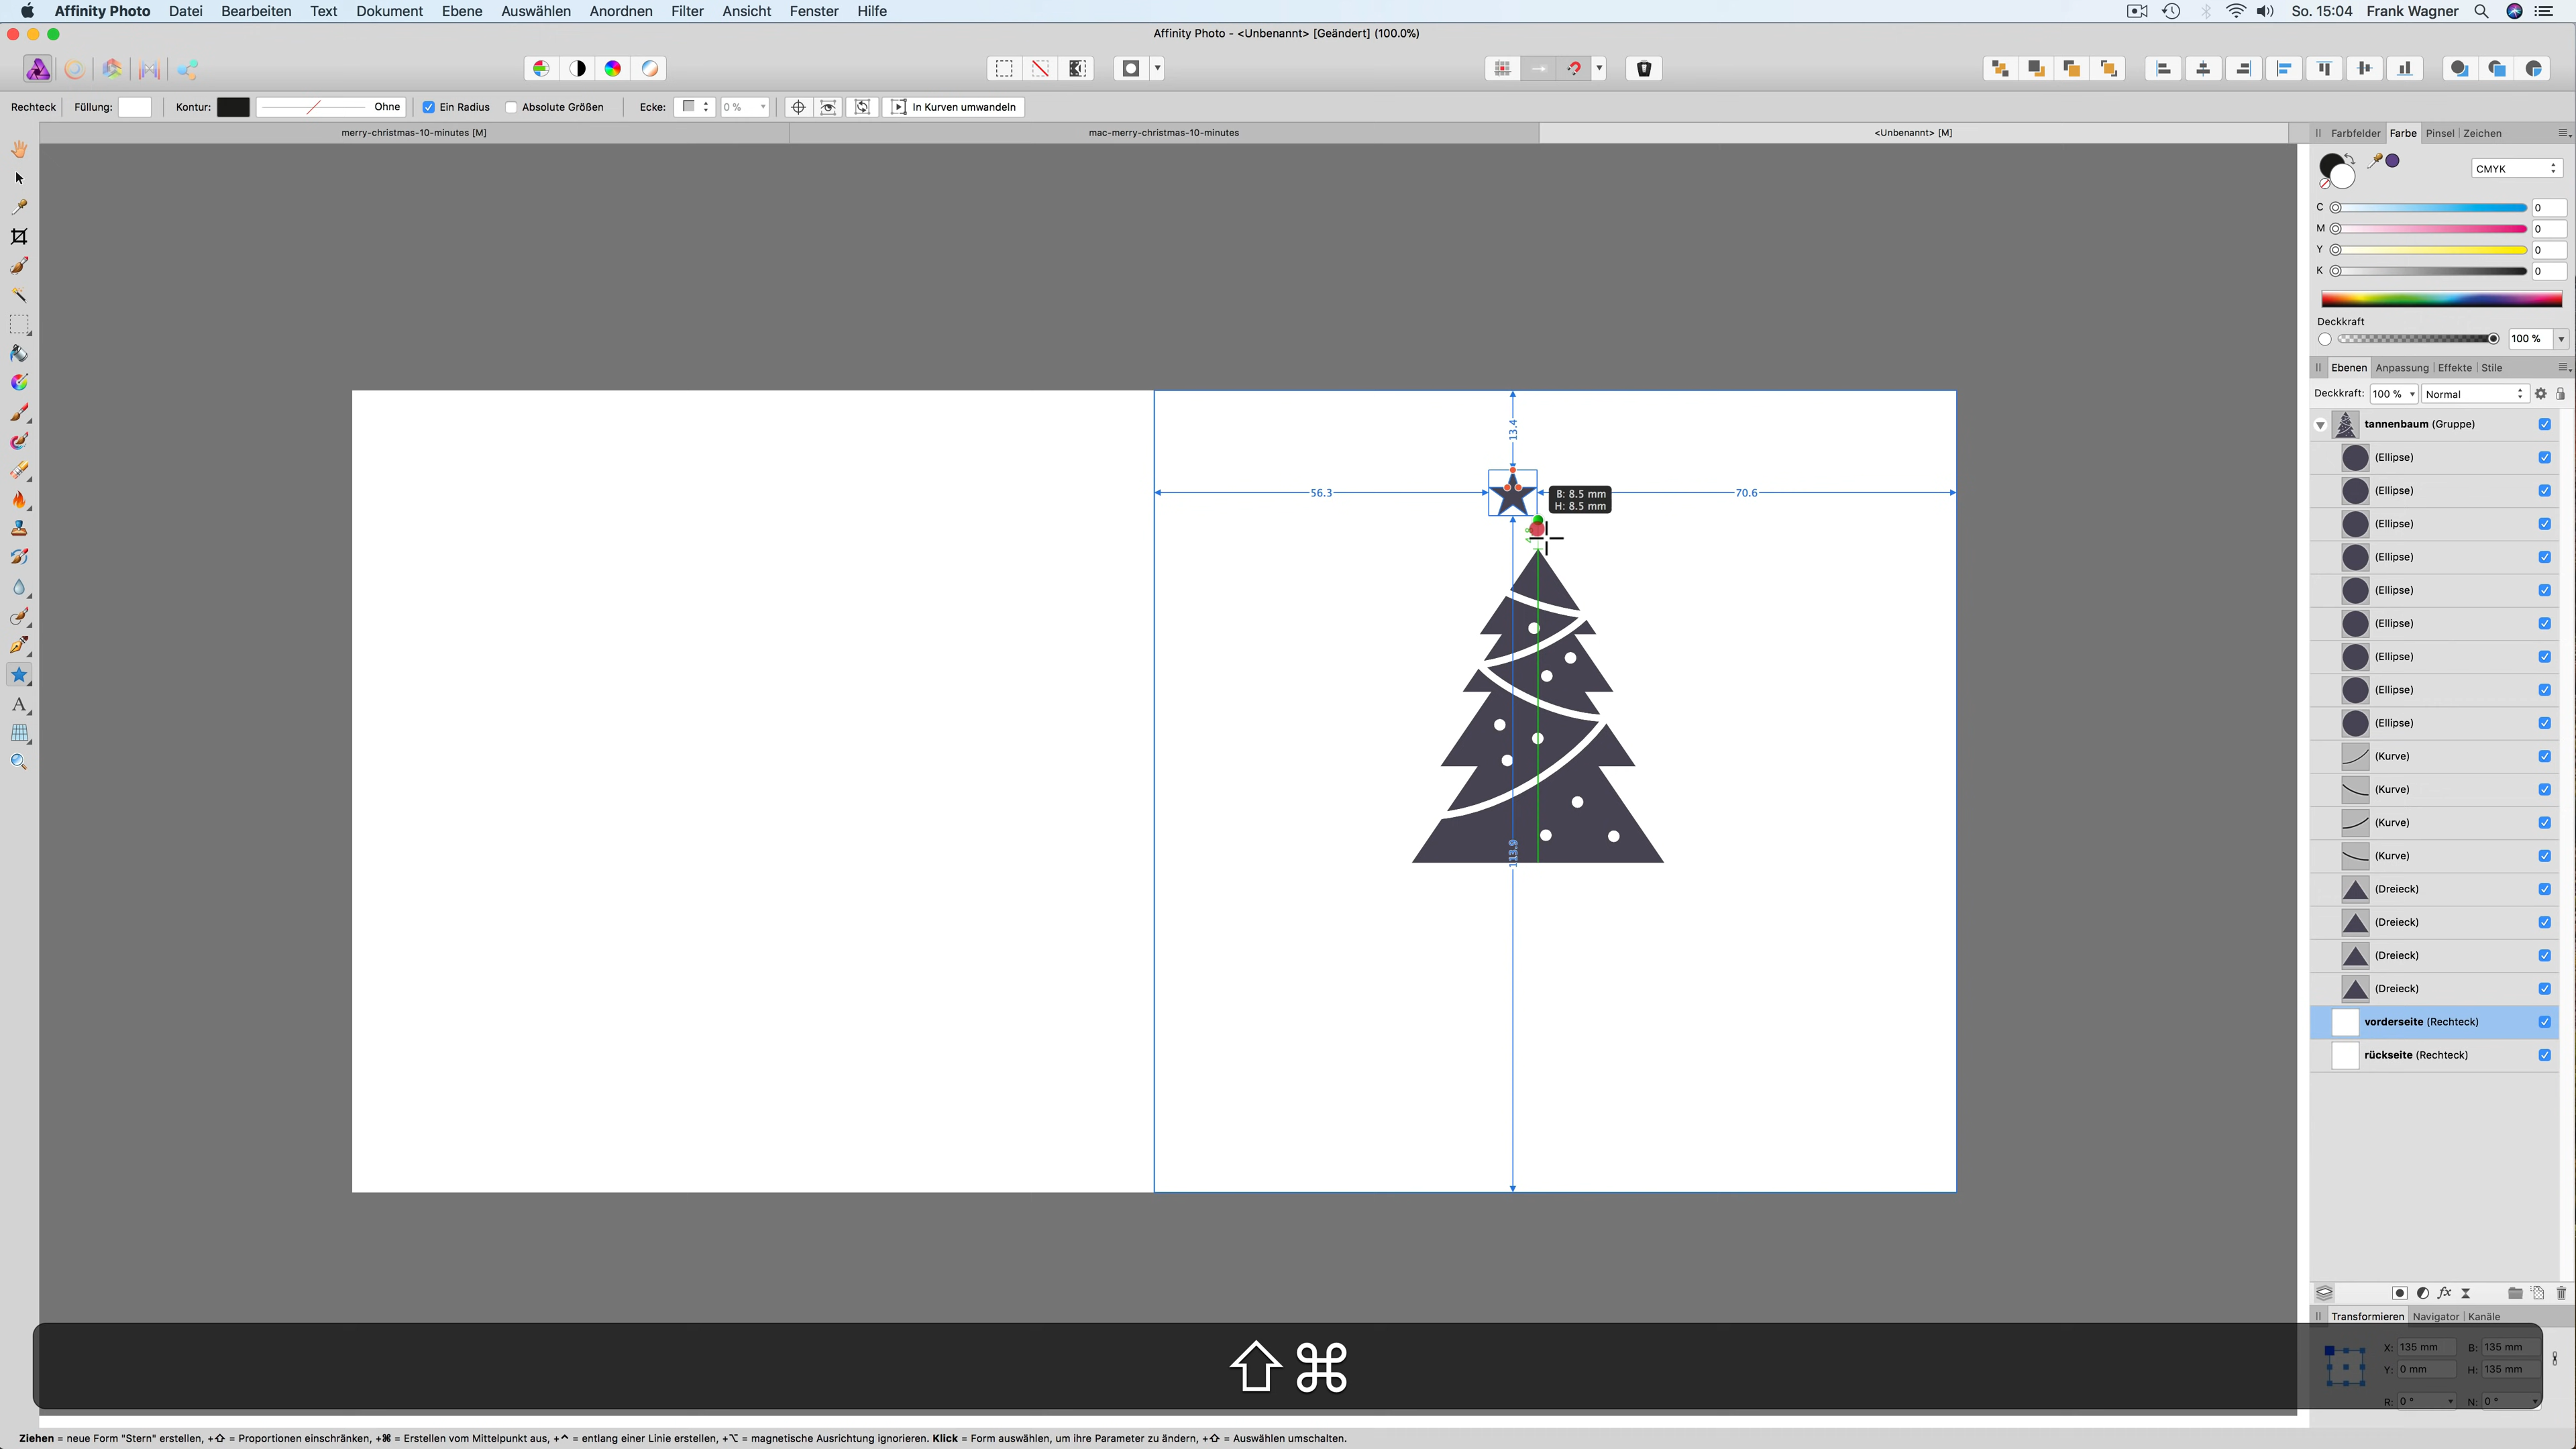 Affinity Photo Datei Bearbeiten Text Dokument Ebene Auswählen Anordnen Filter Ansicht Fenster Hilfe So. 15:04 Frank Wagner
Affinity Photo - <Unbenannt> [Geändert] (100.0%)
Rechteck Füllung: Kontur: Ohne Ein Radius Absolute Größen Ecke: 0 % In Kurven umwandeln
merry-christmas-10-minutes [M] mac-merry-christmas-10-minutes <Unbenannt> [M]
Farbfelder Farbe Pinsel Zeichen
CMYK
C 0
M 0
Y 0
K 0
Deckkraft
100 %
Ebenen Anpassung Effekte Stile
Deckkraft: 100 % Normal
tannenbaum (Gruppe)
(Ellipse)
(Ellipse)
(Ellipse)
(Ellipse)
(Ellipse)
(Ellipse)
(Ellipse)
(Ellipse)
(Ellipse)
(Kurve)
(Kurve)
(Kurve)
(Kurve)
(Dreieck)
(Dreieck)
(Dreieck)
(Dreieck)
vorderseite (Rechteck)
rückseite (Rechteck)
13.4
56.3
B: 8.5 mm
H: 8.5 mm
70.6
113.9
A
fx
Transformieren Navigator Kanäle
X: 135 mm B: 135 mm
Y: 0 mm H: 135 mm
R: 0 ° N: 0 °
⇧⌘
Ziehen = neue Form "Stern" erstellen, +⇧ = Proportionen einschränken, +⌘ = Erstellen vom Mittelpunkt aus, +⌃ = entlang einer Linie erstellen, +⌥ = magnetische Ausrichtung ignorieren. Klick = Form auswählen, um ihre Parameter zu ändern, +⇧ = Auswählen umschalten.